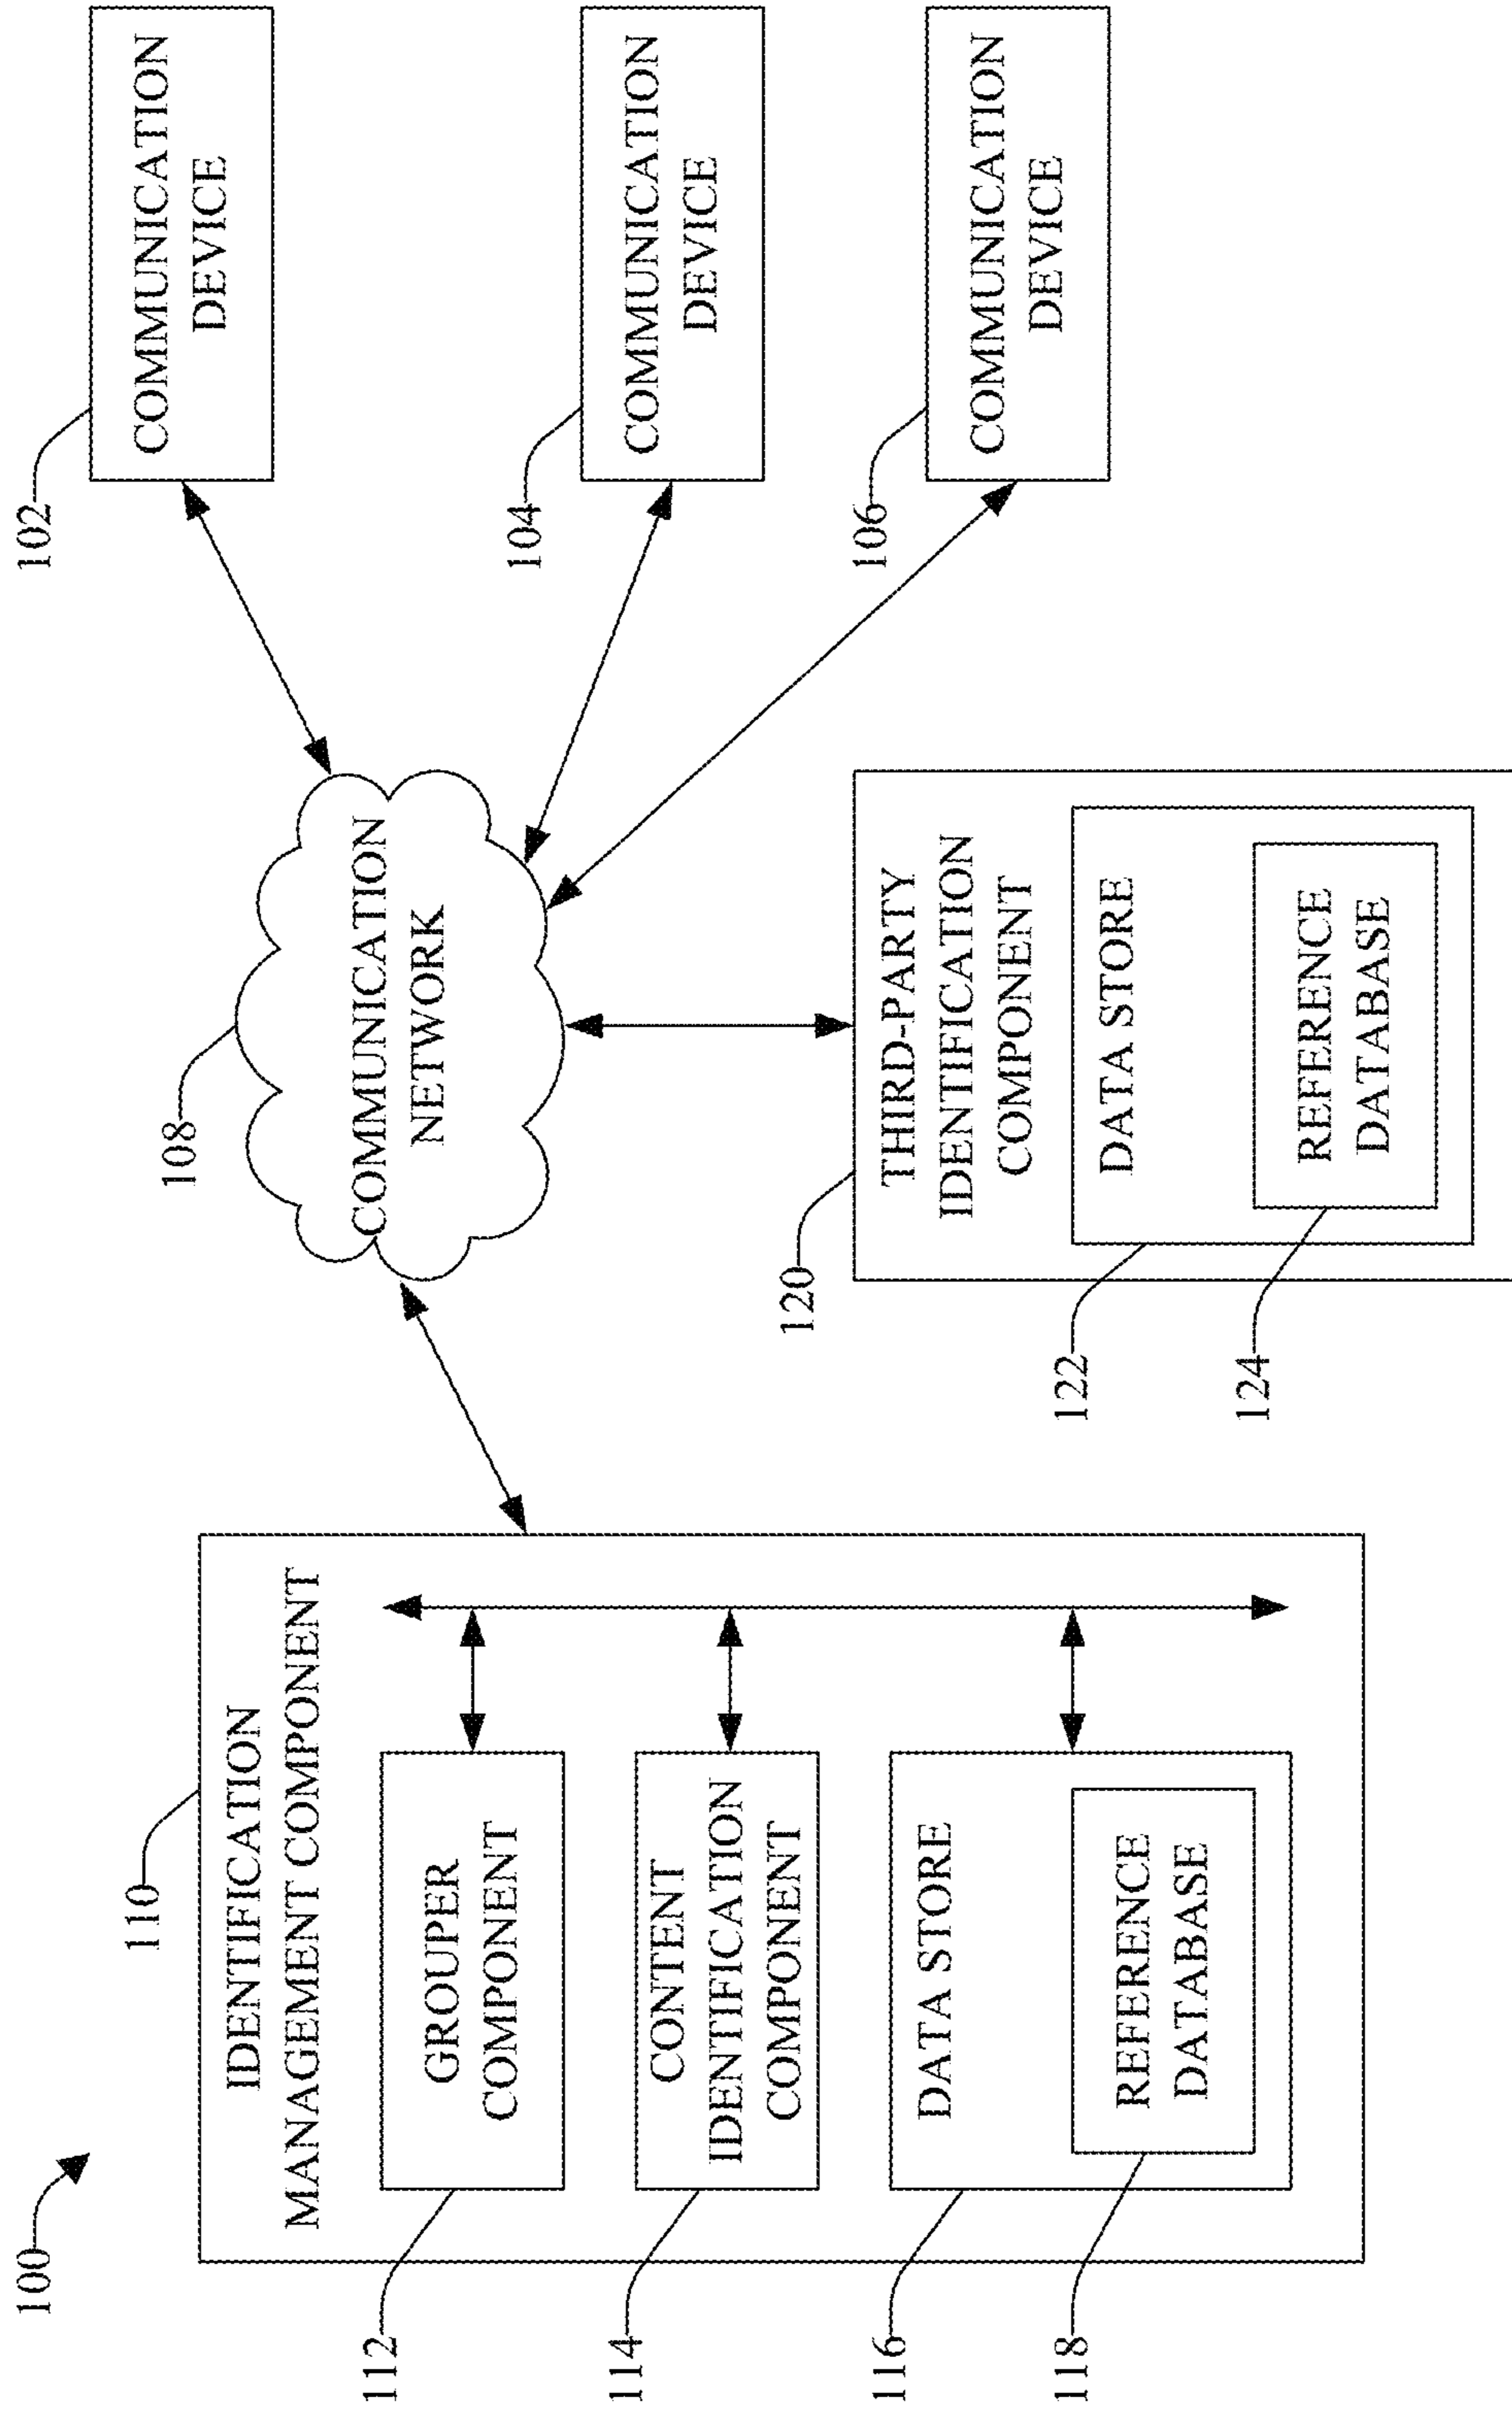 100
110
IDENTIFICATION
MANAGEMENT COMPONENT
112
GROUPER
COMPONENT
114
CONTENT
IDENTIFICATION
COMPONENT
116
DATA STORE
118
REFERENCE
DATABASE
108
COMMUNICATION
NETWORK
120
THIRD-PARTY
IDENTIFICATION
COMPONENT
122
DATA STORE
124
REFERENCE
DATABASE
102
COMMUNICATION
DEVICE
104
COMMUNICATION
DEVICE
106
COMMUNICATION
DEVICE